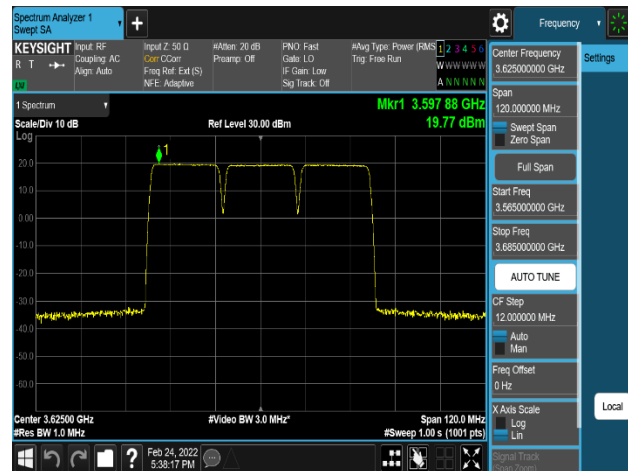 Spectrum Analyzer 1
Swept SA
Frequency
KEYSIGHT
R T
Input: RF
Coupling: AC
Align: Auto
Input Z: 50 Ω
Corr CCorr
Freq Ref: Ext (S)
NFE: Adaptive
#Atten: 20 dB
Preamp: Off
PNO: Fast
Gate: LO
IF Gain: Low
Sig Track: Off
#Avg Type: Power (RMS
Trig: Free Run
1 2 3 4 5 6
W W W W W W
A N N N N N
Center Frequency
3.625000000 GHz
Settings
Span
120.000000 MHz
Swept Span
Zero Span
Full Span
Start Freq
3.565000000 GHz
Stop Freq
3.685000000 GHz
AUTO TUNE
CF Step
12.000000 MHz
Auto
Man
Freq Offset
0 Hz
X Axis Scale
Log
Lin
Local
Signal Track
(Span Zoom)
1 Spectrum
Mkr1 3.597 88 GHz
Scale/Div 10 dB
Ref Level 30.00 dBm
19.77 dBm
Log
1
20.0
10.0
0.00
-10.0
-20.0
-30.0
-40.0
-50.0
-60.0
Center 3.62500 GHz
#Video BW 3.0 MHz*
Span 120.0 MHz
#Res BW 1.0 MHz
#Sweep 1.00 s (1001 pts)
?
Feb 24, 2022
5:38:17 PM